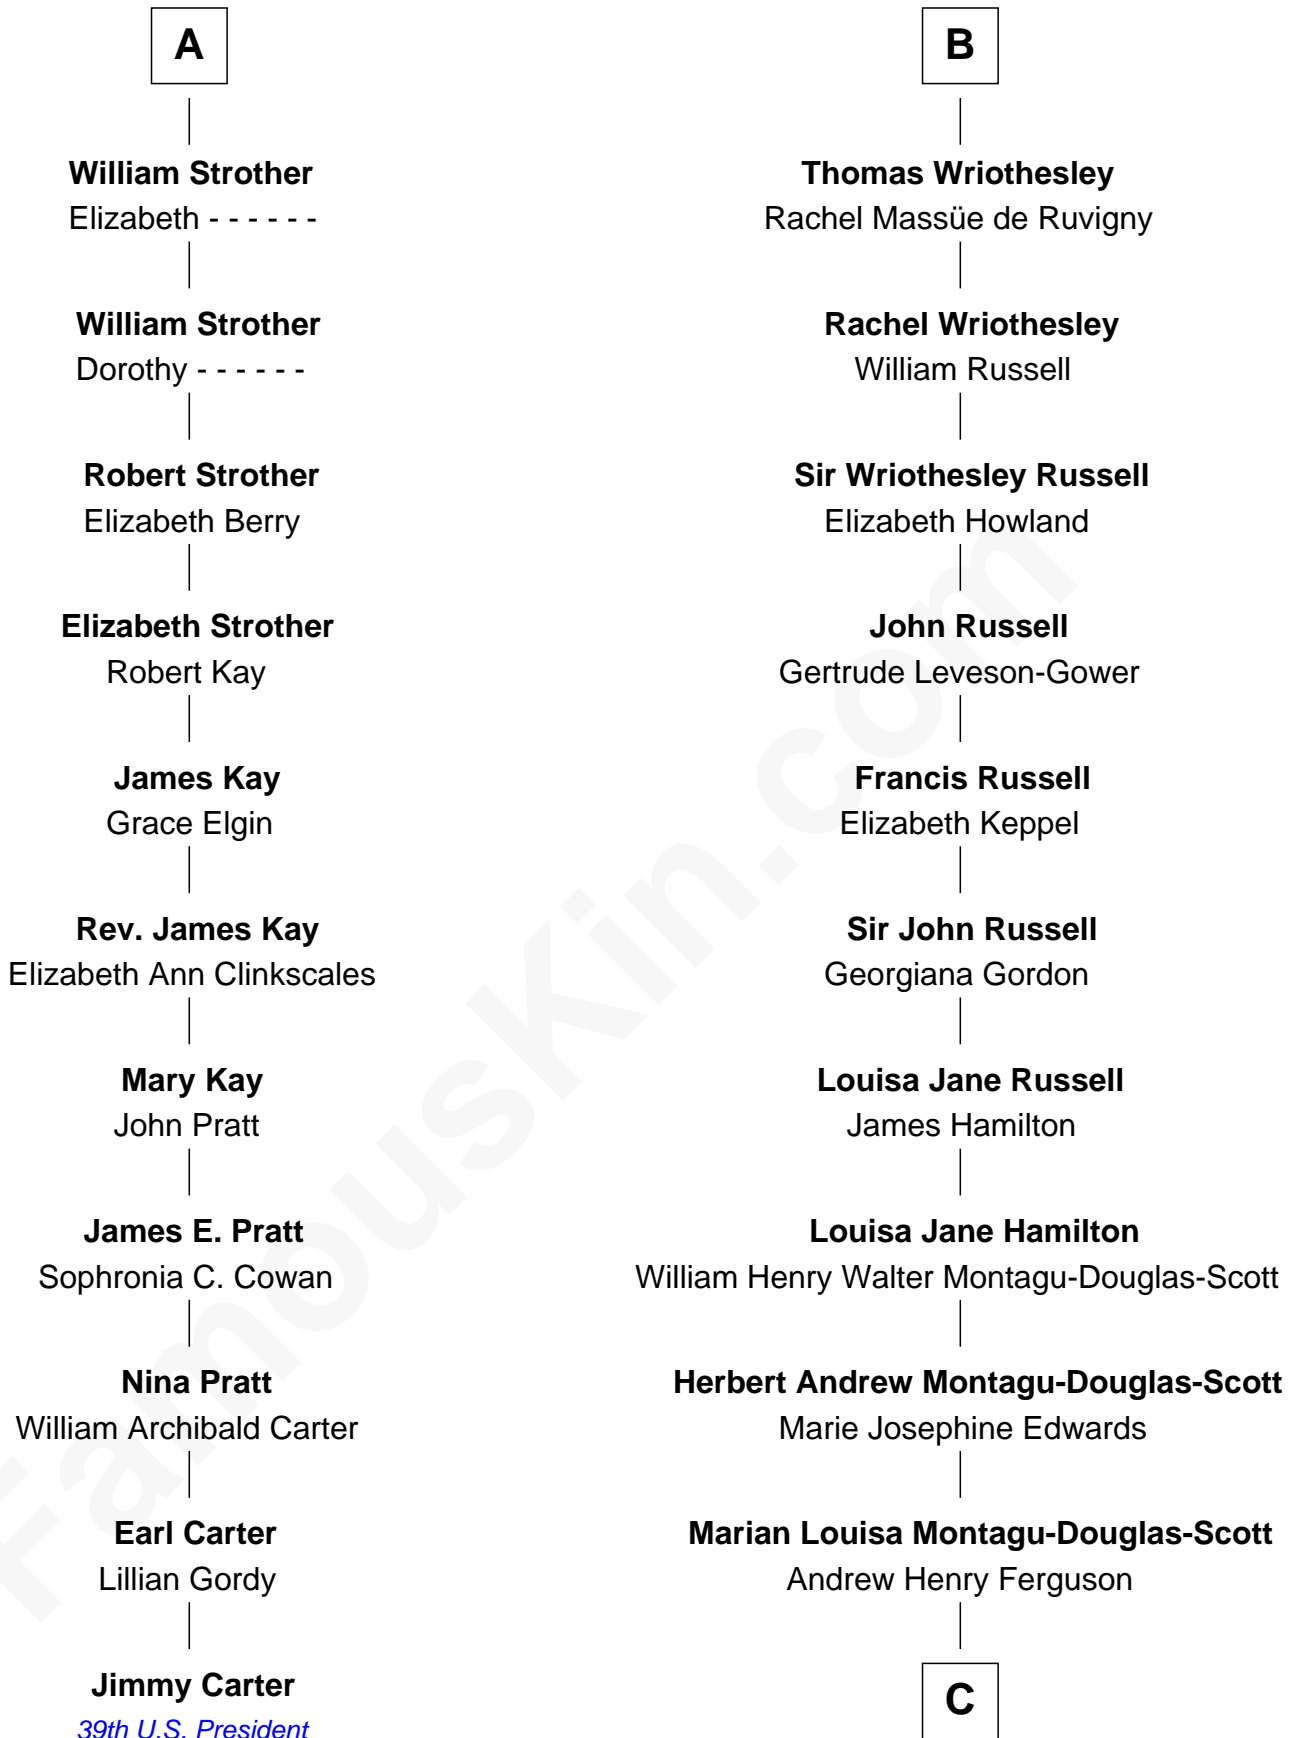 A
William Strother
Elizabeth - - - - - -
William Strother
Dorothy - - - - - -
Robert Strother
Elizabeth Berry
Elizabeth Strother
Robert Kay
James Kay
Grace Elgin
Rev. James Kay
Elizabeth Ann Clinkscales
Mary Kay
John Pratt
James E. Pratt
Sophronia C. Cowan
Nina Pratt
William Archibald Carter
Earl Carter
Lillian Gordy
Jimmy Carter
39th U.S. President
B
Thomas Wriothesley
Rachel Massüe de Ruvigny
Rachel Wriothesley
William Russell
Sir Wriothesley Russell
Elizabeth Howland
John Russell
Gertrude Leveson-Gower
Francis Russell
Elizabeth Keppel
Sir John Russell
Georgiana Gordon
Louisa Jane Russell
James Hamilton
Louisa Jane Hamilton
William Henry Walter Montagu-Douglas-Scott
Herbert Andrew Montagu-Douglas-Scott
Marie Josephine Edwards
Marian Louisa Montagu-Douglas-Scott
Andrew Henry Ferguson
C
FamousKin.com